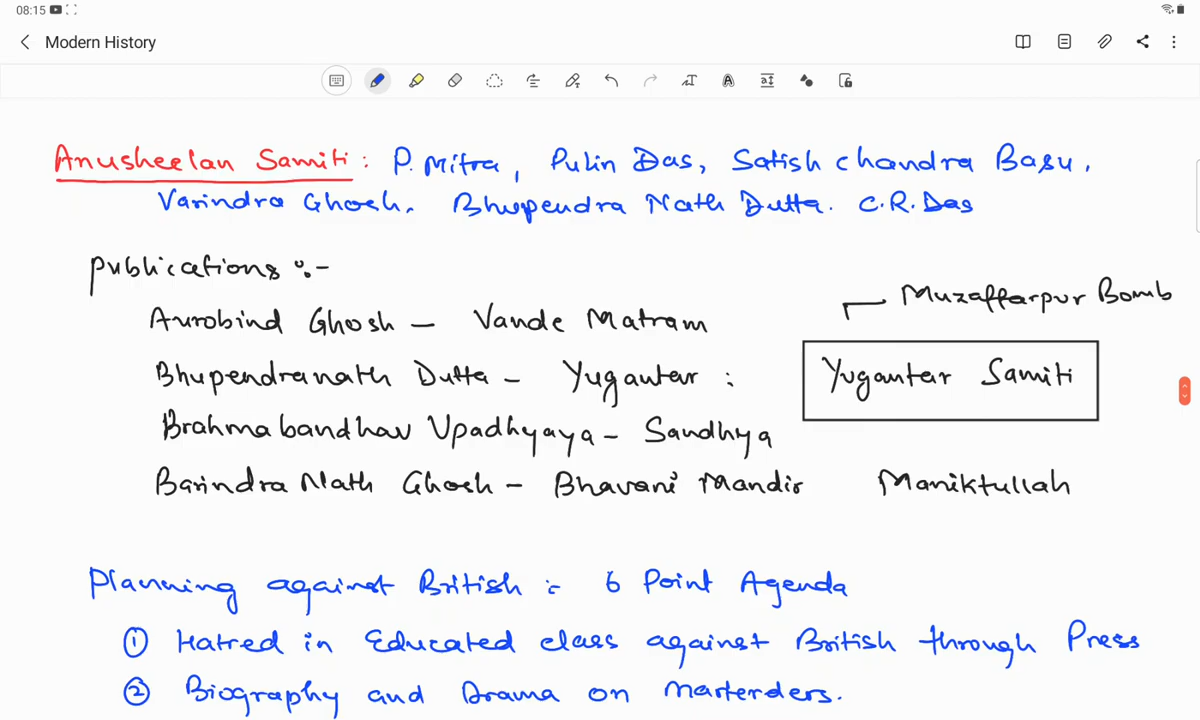 08:15
Modern History
Anusheelan Samiti : P. Mitra, Pulin Das, Satish Chandra Basu,
Varindra Ghosh. Bhupendra Nath Dutta. C.R. Das
Publications :-
Muzaffarpur Bomb
Aurobind Ghosh - Vande Matram
Bhupendranath Dutta - Yugantar :
Yugantar Samiti
Brahmabandhav Upadhyaya - Sandhya
Barindra Nath Ghosh - Bhavani Mandir Maniktullah
Planning against British : 6 Point Agenda
① Hatred in Educated class against British through Press
② Biography and Drama on